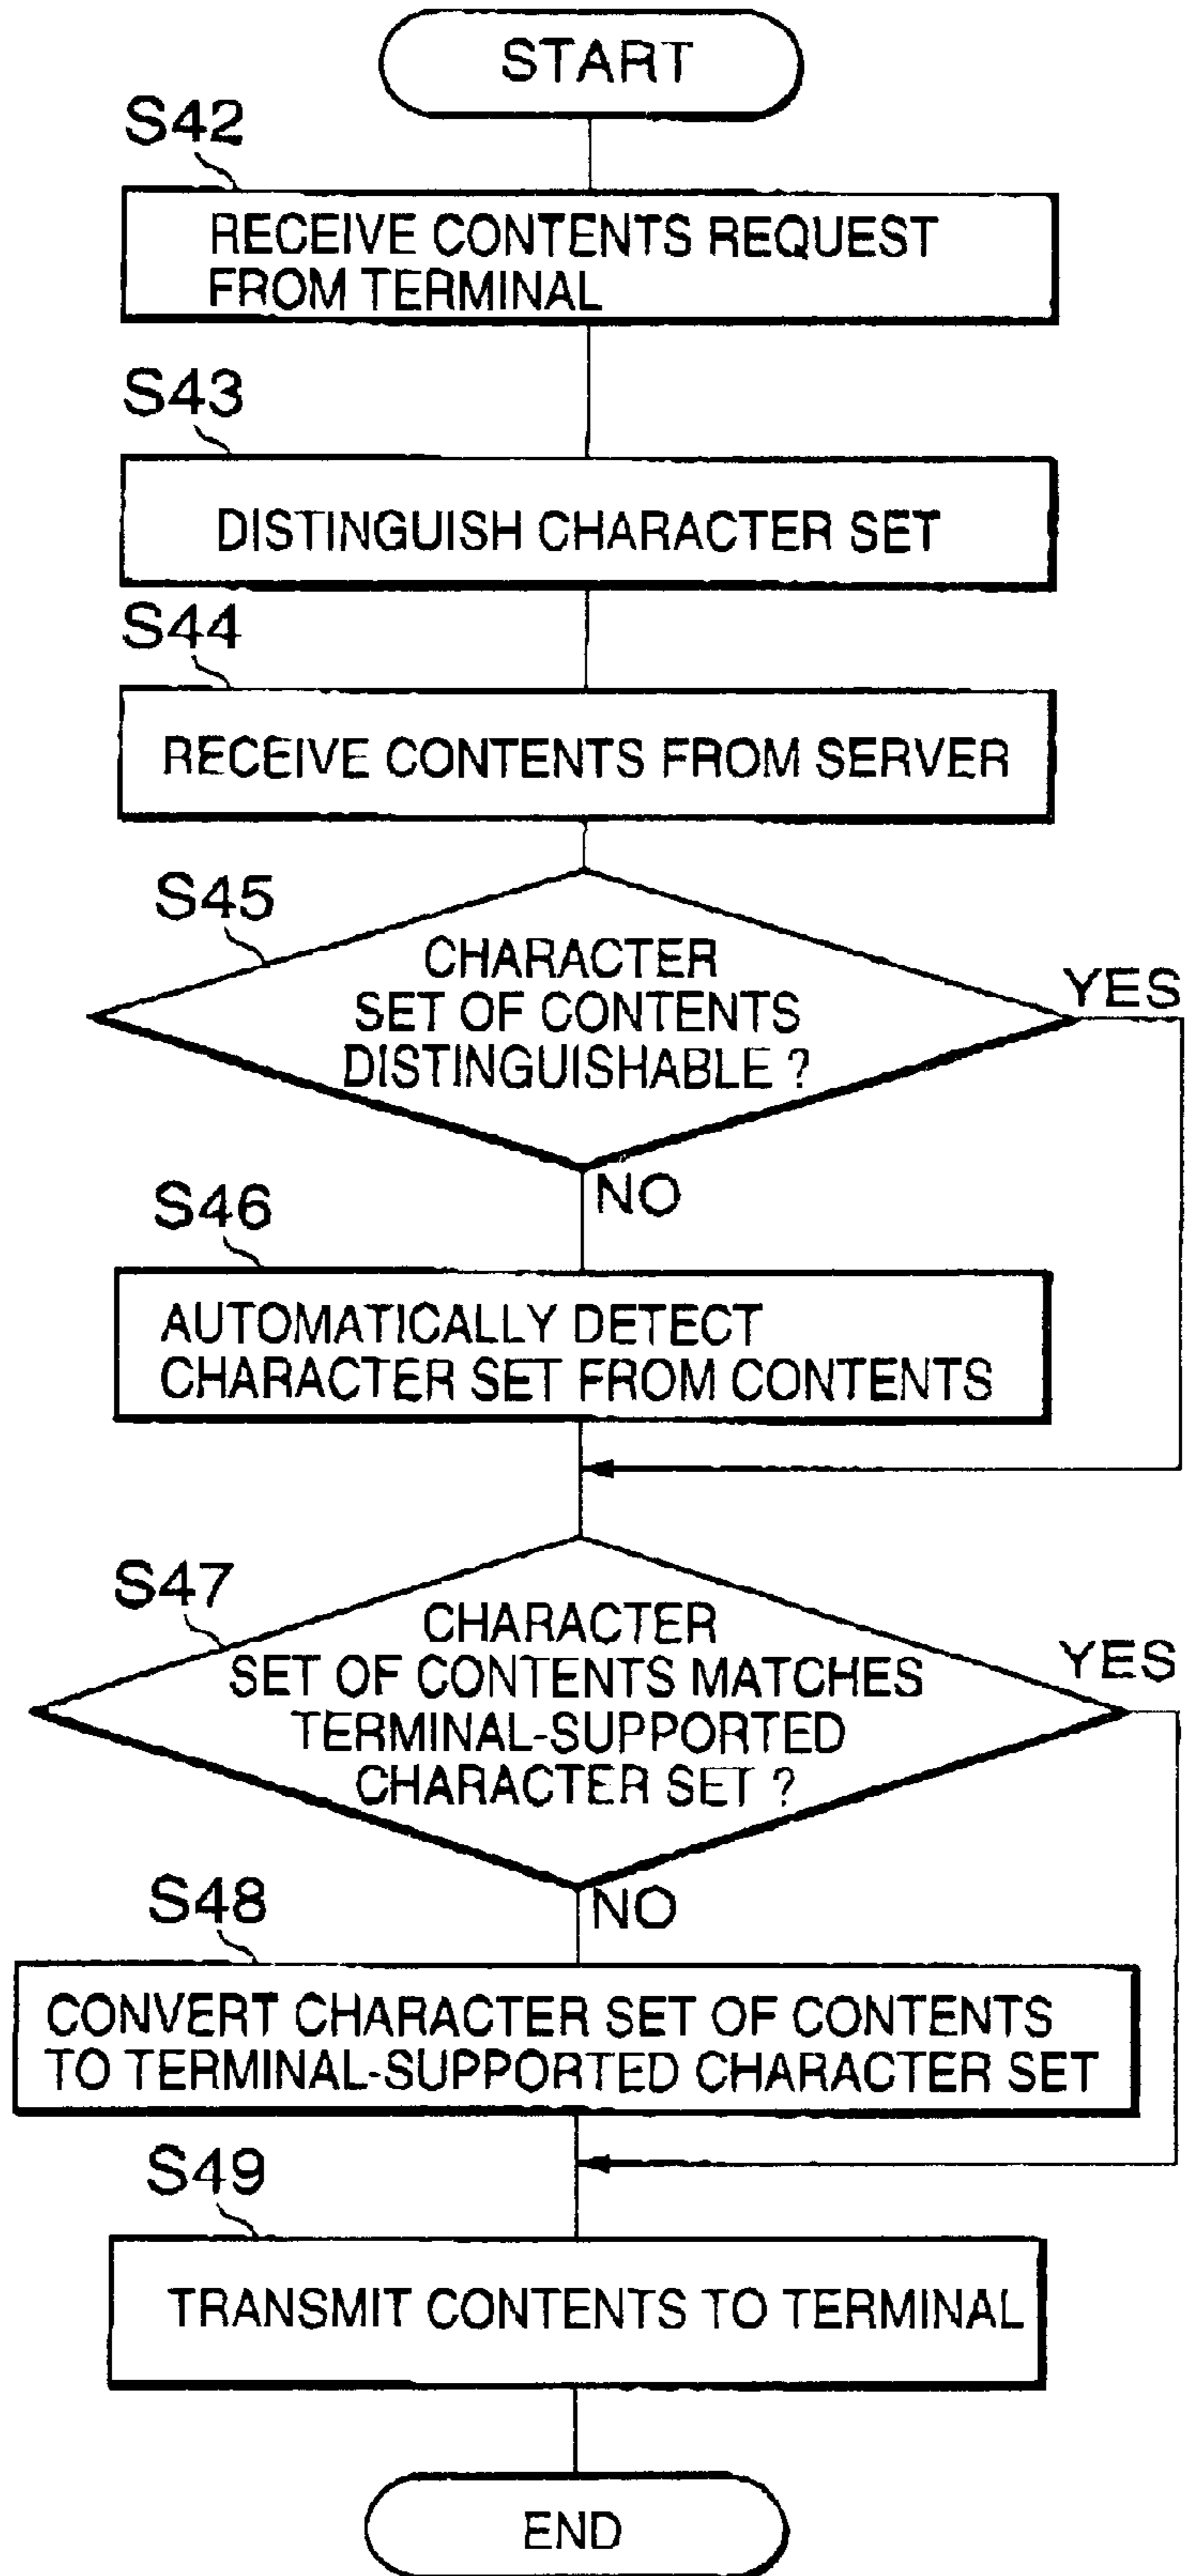 START
S42
RECEIVE CONTENTS REQUEST
FROM TERMINAL
S43
DISTINGUISH CHARACTER SET
S44
RECEIVE CONTENTS FROM SERVER
S45
CHARACTER
SET OF CONTENTS
DISTINGUISHABLE ?
YES
NO
S46
AUTOMATICALLY DETECT
CHARACTER SET FROM CONTENTS
S47
CHARACTER
SET OF CONTENTS MATCHES
TERMINAL-SUPPORTED
CHARACTER SET ?
YES
NO
S48
CONVERT CHARACTER SET OF CONTENTS
TO TERMINAL-SUPPORTED CHARACTER SET
S49
TRANSMIT CONTENTS TO TERMINAL
END